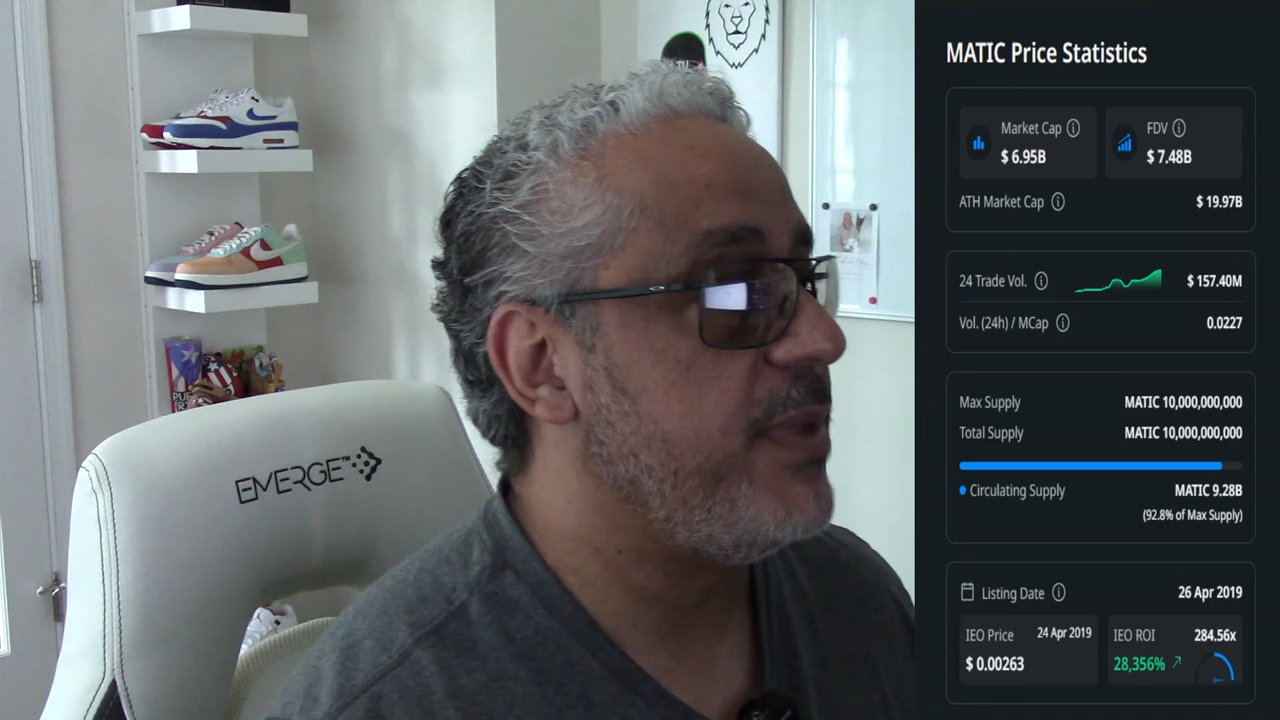 EMERGE™
MATIC Price Statistics
Market Cap
$ 6.95B
FDV
$ 7.48B
ATH Market Cap
$ 19.97B
24 Trade Vol.
$ 157.40M
Vol. (24h) / MCap
0.0227
Max Supply
MATIC 10,000,000,000
Total Supply
MATIC 10,000,000,000
Circulating Supply
MATIC 9.28B
(92.8% of Max Supply)
Listing Date
26 Apr 2019
IEO Price
24 Apr 2019
$ 0.00263
IEO ROI
284.56x
28,356%